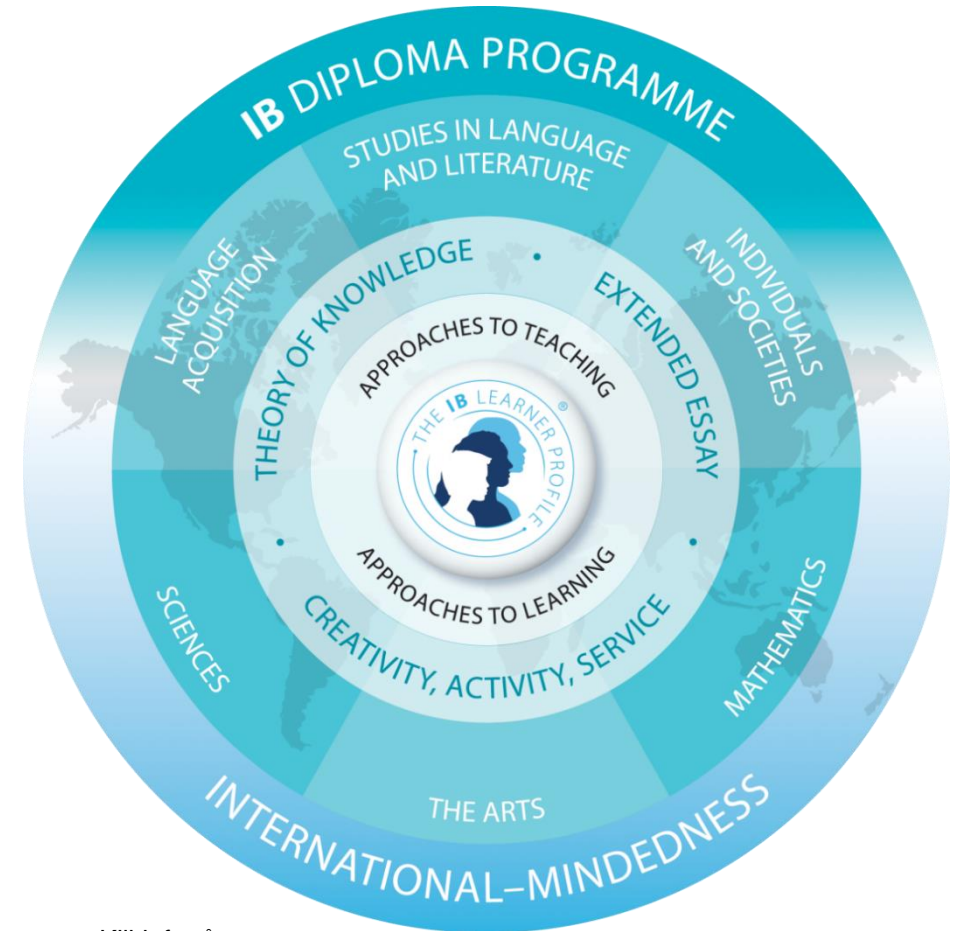 IB DIPLOMA PROGRAMME
STUDIES IN LANGUAGE
AND LITERATURE
LANGUAGE
ACQUISITION
INDIVIDUALS
AND SOCIETIES
THEORY OF KNOWLEDGE
EXTENDED ESSAY
APPROACHES TO TEACHING
THE IB LEARNER PROFILE ®
APPROACHES TO LEARNING
CREATIVITY, ACTIVITY, SERVICE
SCIENCES
MATHEMATICS
THE ARTS
INTERNATIONAL–MINDEDNESS